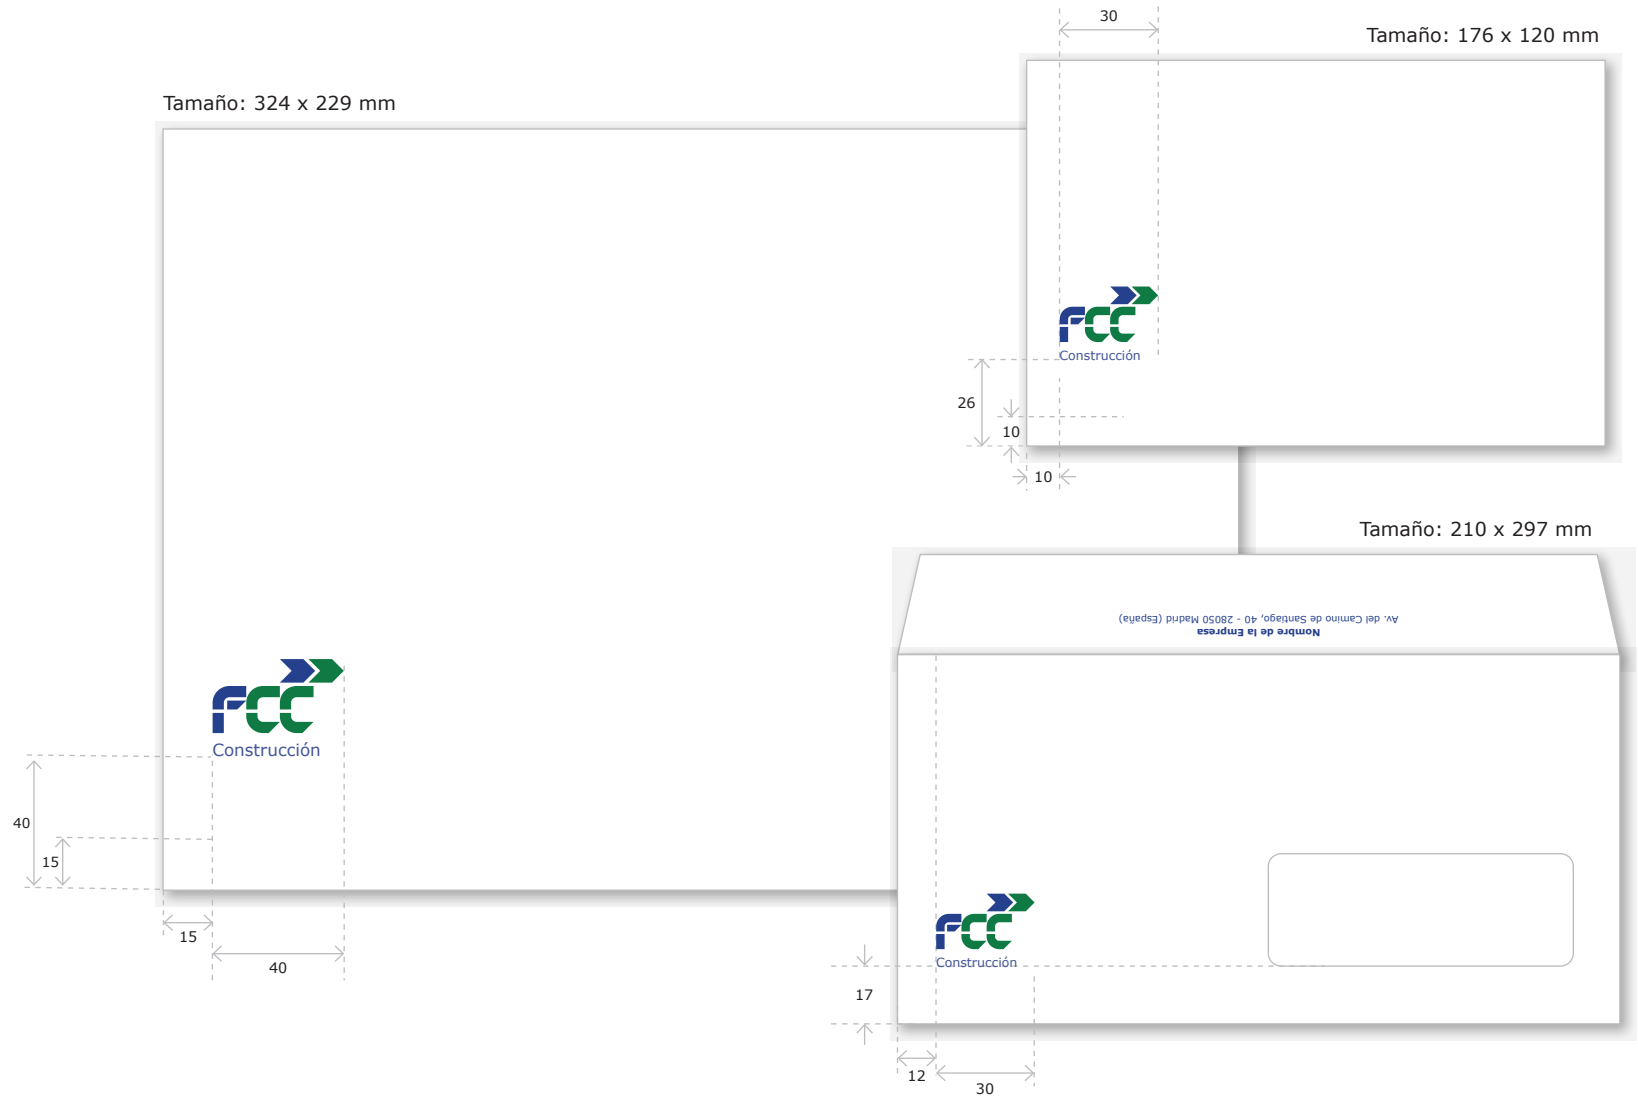 30
Tamaño: 176 x 120 mm
Tamaño: 324 x 229 mm
FCC
Construcción
26
10
10
Tamaño: 210 x 297 mm
Nombre de la Empresa
Av. del Camino de Santiago, 40 - 28050 Madrid (España)
FCC
Construcción
40
15
15
40
FCC
Construcción
17
12
30